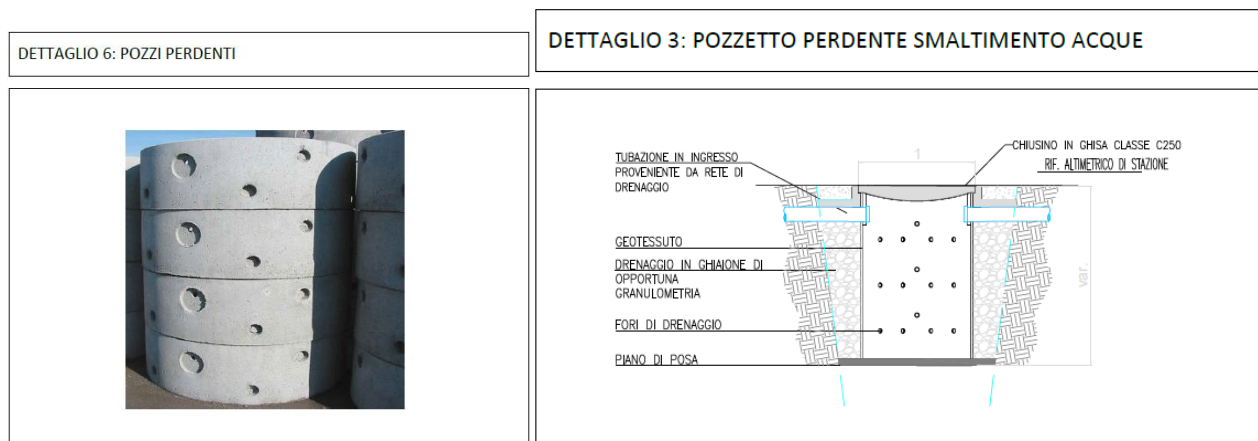 DETTAGLIO 6: POZZI PERDENTI
DETTAGLIO 3: POZZETTO PERDENTE SMALTIMENTO ACQUE
1
CHIUSINO IN GHISA CLASSE C250
RIF. ALTIMETRICO DI STAZIONE
TUBAZIONE IN INGRESSO
PROVENIENTE DA RETE DI
DRENAGGIO
GEOTESSUTO
DRENAGGIO IN GHIAIONE DI
OPPORTUNA
GRANULOMETRIA
FORI DI DRENAGGIO
PIANO DI POSA
var.